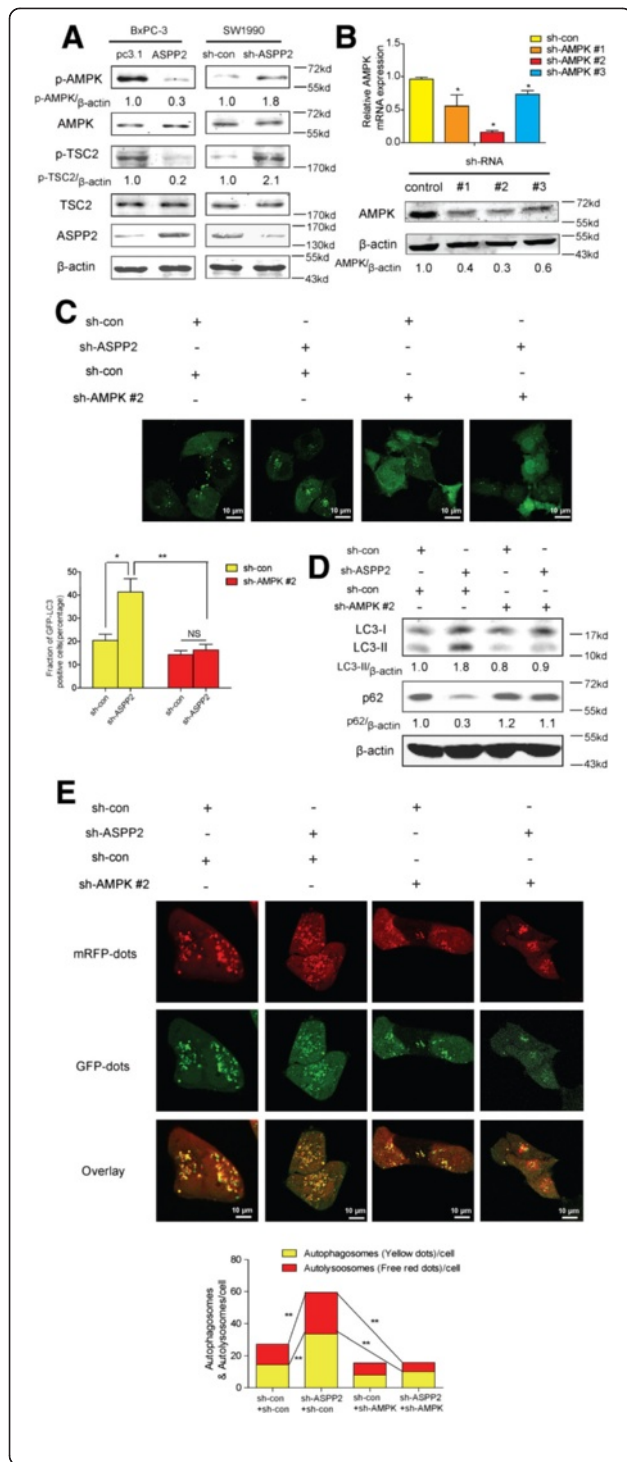 A
BxPC-3 SW1990
pc3.1 ASPP2 sh-con sh-ASPP2
p-AMPK 72kd
55kd
p-AMPK/β-actin 1.0 0.3 1.0 1.8
AMPK 72kd
55kd
p-TSC2 170kd
p-TSC2/β-actin 1.0 0.2 1.0 2.1
TSC2 170kd
ASPP2 170kd
130kd
β-actin 55kd
43kd
B
sh-con
sh-AMPK #1
sh-AMPK #2
sh-AMPK #3
Relative AMPK
mRNA expression
1.5
1.0
0.5
0.0
* * *
sh-RNA
control #1 #2 #3
AMPK 72kd
55kd
β-actin 55kd
43kd
AMPK/β-actin 1.0 0.4 0.3 0.6
C
sh-con + - + -
sh-ASPP2 - + - +
sh-con + + - -
sh-AMPK #2 - - + +
10 μm 10 μm 10 μm 10 μm
Fraction of GFP-LC3
positive cells(percentage)
50
40
30
20
10
0
* ** NS
sh-con
sh-AMPK #2
sh-con sh-ASPP2 sh-con sh-ASPP2
D
sh-con + - + -
sh-ASPP2 - + - +
sh-con + + - -
sh-AMPK #2 - - + +
LC3-I 17kd
LC3-II 10kd
LC3-II/β-actin 1.0 1.8 0.8 0.9
p62 72kd
55kd
p62/β-actin 1.0 0.3 1.2 1.1
β-actin 55kd
43kd
E
sh-con + - + -
sh-ASPP2 - + - +
sh-con + + - -
sh-AMPK #2 - - + +
mRFP-dots
GFP-dots
Overlay
10 μm 10 μm 10 μm 10 μm
Autophagosomes (Yellow dots)/cell
Autolysoosomes (Free red dots)/cell
Autophagosomes
& Autolysosomes/cell
80
60
40
20
0
** ** ** **
sh-con sh-ASPP2 sh-con sh-ASPP2
+sh-con +sh-con +sh-AMPK +sh-AMPK